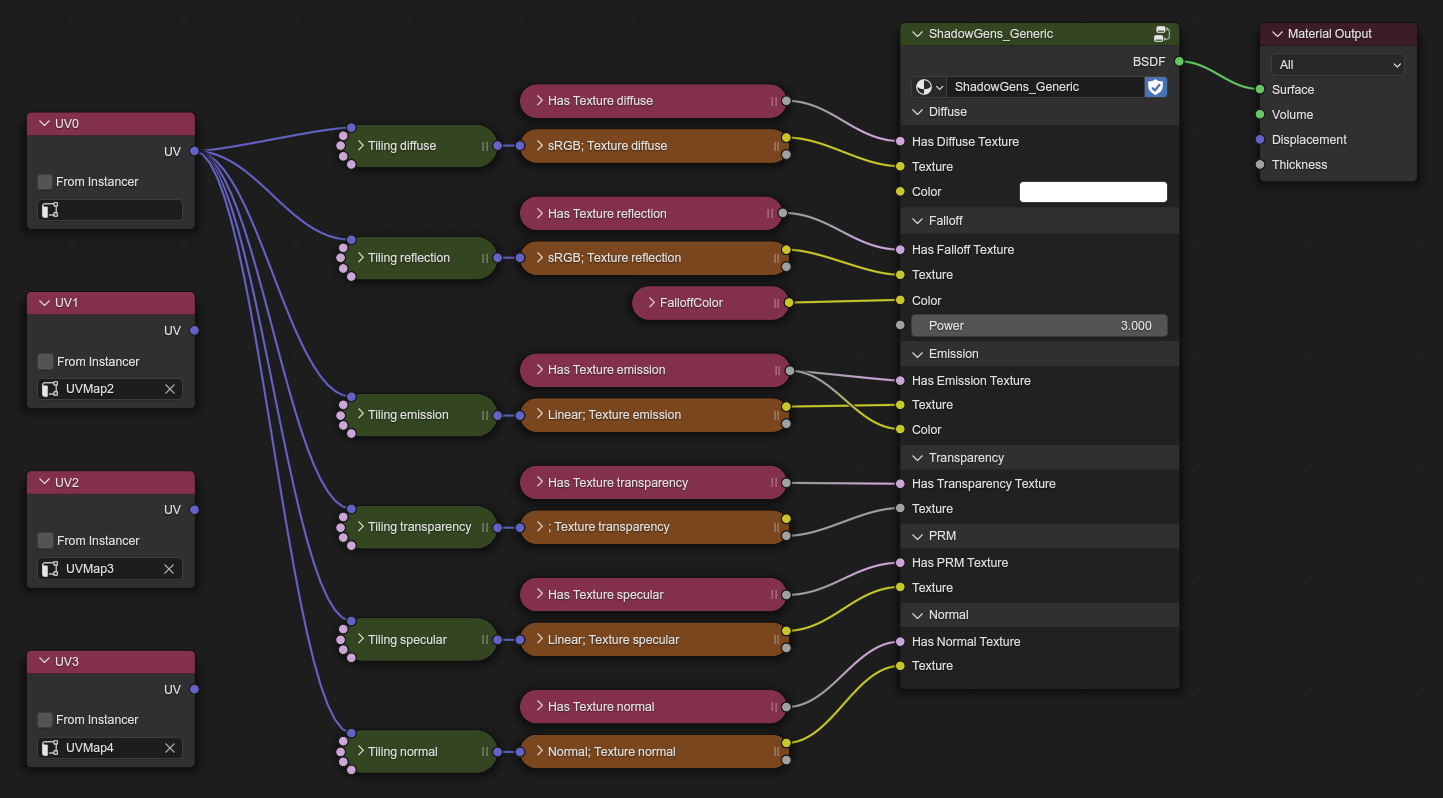 UV0
UV
From Instancer
UV1
UV
From Instancer
UVMap2
UV2
UV
From Instancer
UVMap3
UV3
UV
From Instancer
UVMap4
Tiling diffuse
Tiling reflection
Tiling emission
Tiling transparency
Tiling specular
Tiling normal
Has Texture diffuse
sRGB; Texture diffuse
Has Texture reflection
sRGB; Texture reflection
FalloffColor
Has Texture emission
Linear; Texture emission
Has Texture transparency
; Texture transparency
Has Texture specular
Linear; Texture specular
Has Texture normal
Normal; Texture normal
ShadowGens_Generic
BSDF
ShadowGens_Generic
Diffuse
Has Diffuse Texture
Texture
Color
Falloff
Has Falloff Texture
Texture
Color
Power 3.000
Emission
Has Emission Texture
Texture
Color
Transparency
Has Transparency Texture
Texture
PRM
Has PRM Texture
Texture
Normal
Has Normal Texture
Texture
Material Output
All
Surface
Volume
Displacement
Thickness